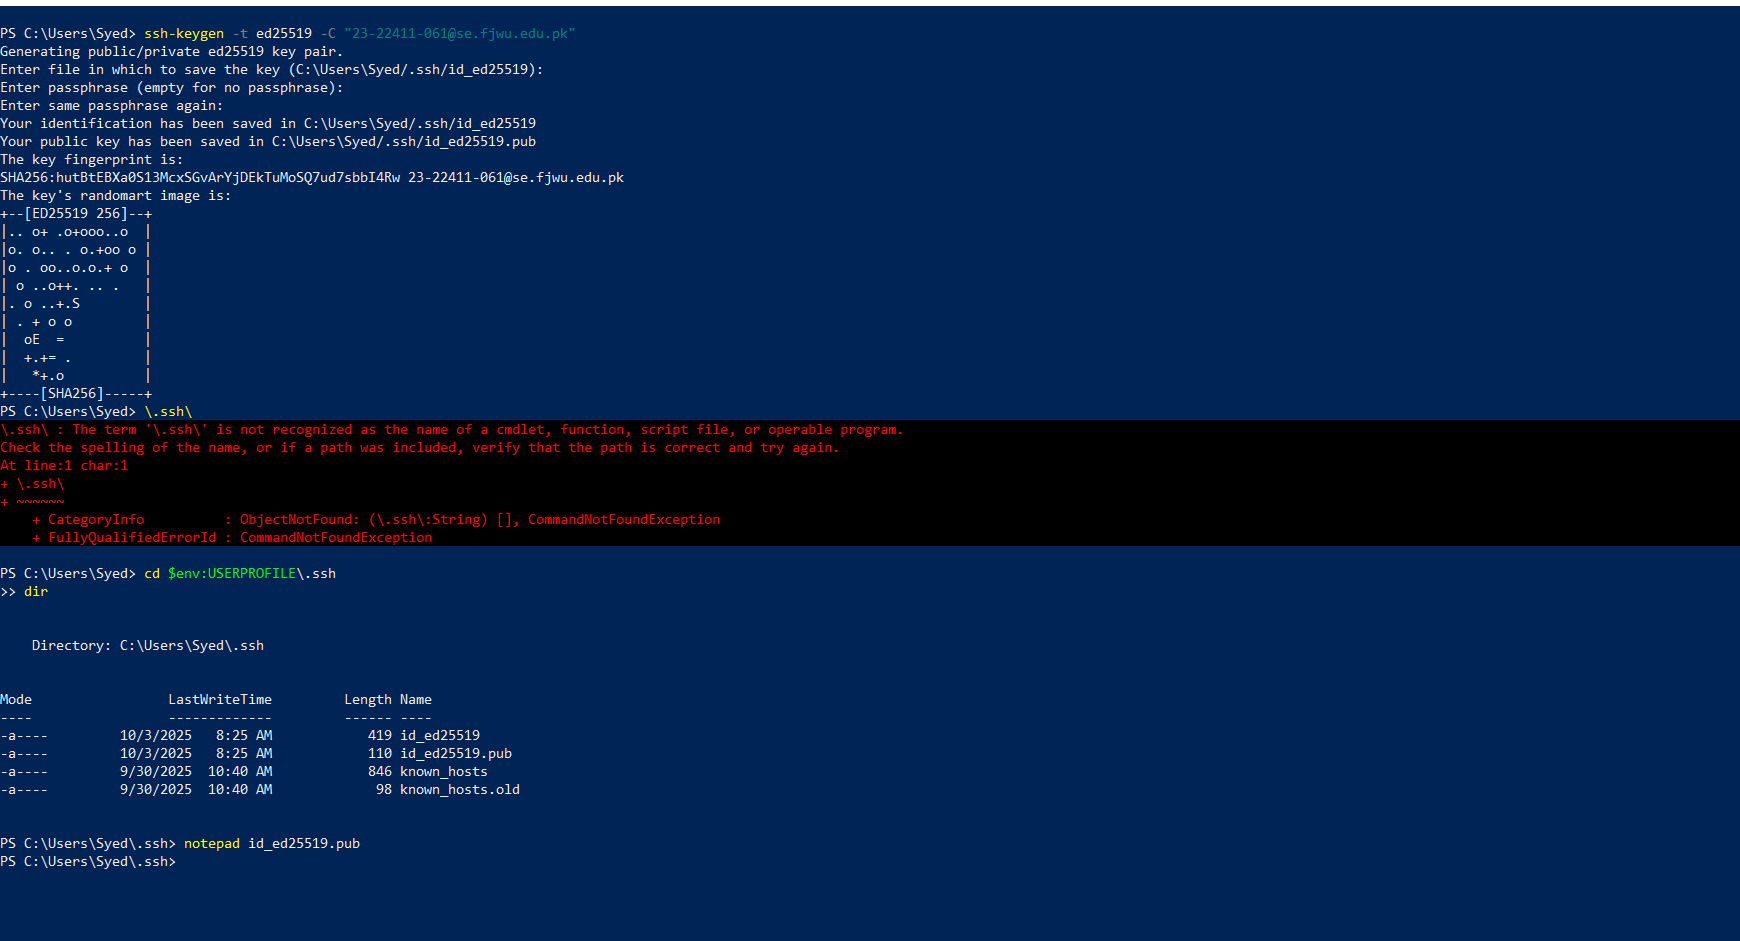 PS C:\Users\Syed> ssh-keygen -t ed25519 -C "23-22411-061@se.fjwu.edu.pk"
Generating public/private ed25519 key pair.
Enter file in which to save the key (C:\Users\Syed/.ssh/id_ed25519):
Enter passphrase (empty for no passphrase):
Enter same passphrase again:
Your identification has been saved in C:\Users\Syed/.ssh/id_ed25519
Your public key has been saved in C:\Users\Syed/.ssh/id_ed25519.pub
The key fingerprint is:
SHA256:hutBtEBXa0S13McxSGvArYjDEkTuMoSQ7ud7sbbI4Rw 23-22411-061@se.fjwu.edu.pk
The key's randomart image is:
+--[ED25519 256]--+
|.. o+ .o+ooo..o  |
|o. o.. . o.+oo o |
|o . oo..o.o.+ o  |
| o ..o++. .. .   |
|. o ..+.S        |
| . + o o         |
|  oE  =          |
|  +.+= .         |
|   *+.o          |
+----[SHA256]-----+
PS C:\Users\Syed> \.ssh\
\.ssh\ : The term '\.ssh\' is not recognized as the name of a cmdlet, function, script file, or operable program.
Check the spelling of the name, or if a path was included, verify that the path is correct and try again.
At line:1 char:1
+ \.ssh\
+ ~~~~~~
    + CategoryInfo          : ObjectNotFound: (\.ssh\:String) [], CommandNotFoundException
    + FullyQualifiedErrorId : CommandNotFoundException
PS C:\Users\Syed> cd $env:USERPROFILE\.ssh
>> dir
    Directory: C:\Users\Syed\.ssh
Mode                 LastWriteTime         Length Name
----                 -------------         ------ ----
-a----         10/3/2025   8:25 AM            419 id_ed25519
-a----         10/3/2025   8:25 AM            110 id_ed25519.pub
-a----         9/30/2025  10:40 AM            846 known_hosts
-a----         9/30/2025  10:40 AM             98 known_hosts.old
PS C:\Users\Syed\.ssh> notepad id_ed25519.pub
PS C:\Users\Syed\.ssh>